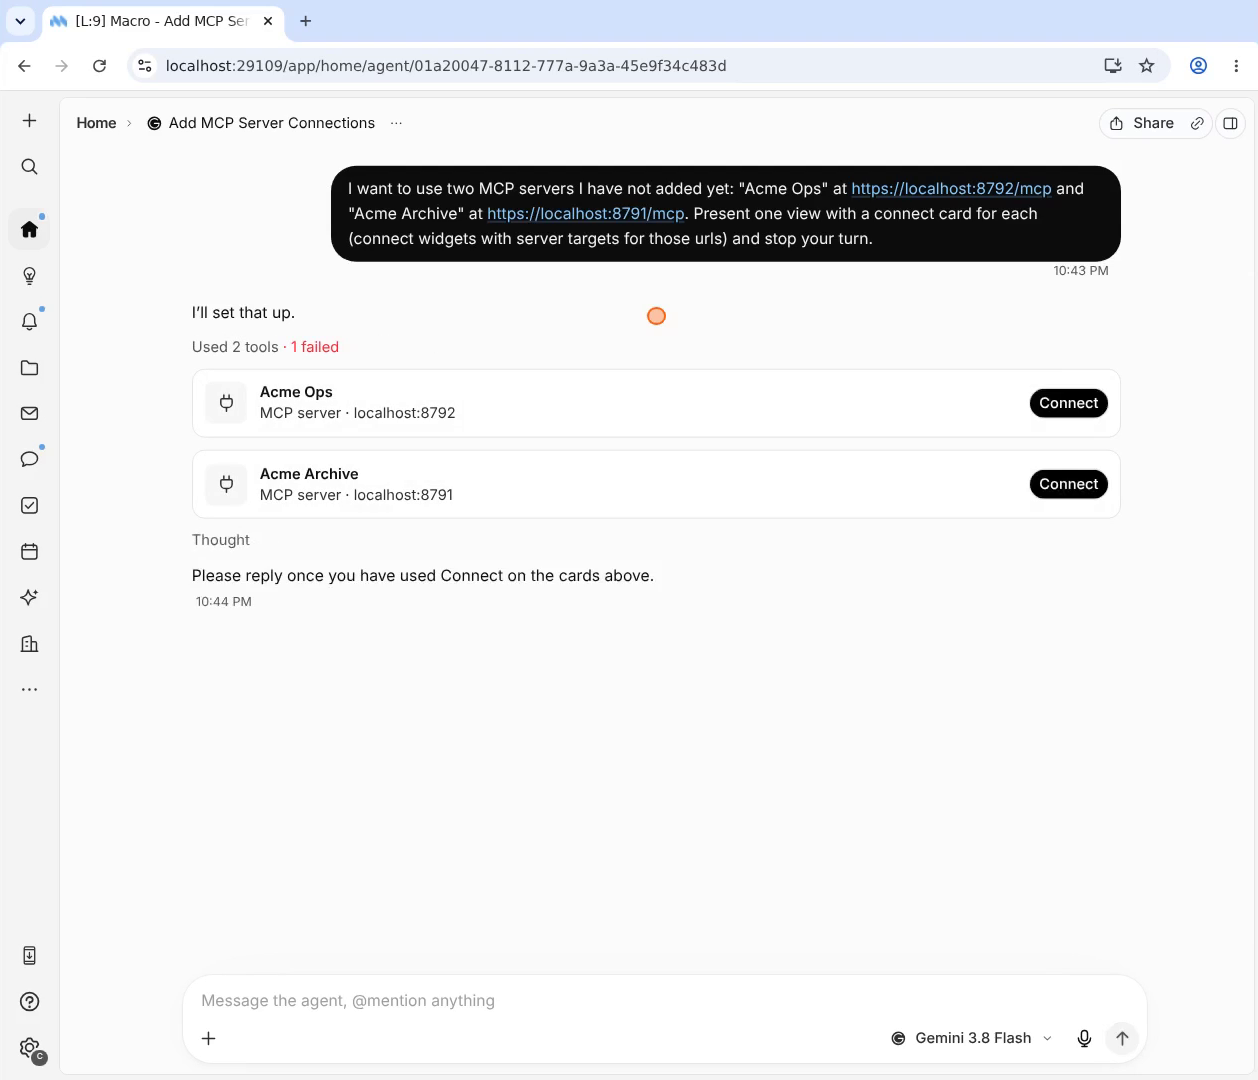 [L:9] Macro - Add MCP Ser
localhost:29109/app/home/agent/01a20047-8112-777a-9a3a-45e9f34c483d
Home
Add MCP Server Connections
Share
I want to use two MCP servers I have not added yet: "Acme Ops" at https://localhost:8792/mcp and
"Acme Archive" at https://localhost:8791/mcp. Present one view with a connect card for each
(connect widgets with server targets for those urls) and stop your turn.
10:43 PM
I'll set that up.
Used 2 tools · 1 failed
Acme Ops
MCP server · localhost:8792
Connect
Acme Archive
MCP server · localhost:8791
Connect
Thought
Please reply once you have used Connect on the cards above.
10:44 PM
Message the agent, @mention anything
Gemini 3.8 Flash
C